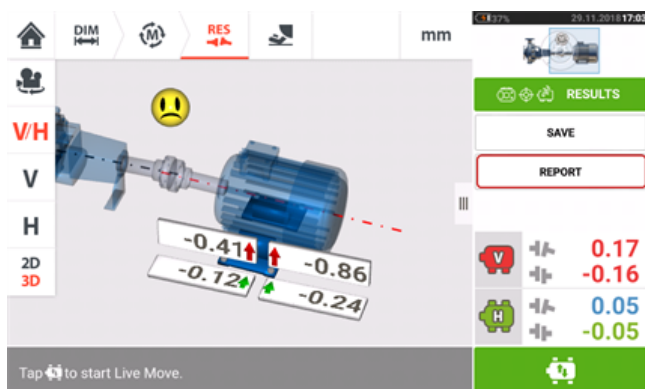 DIM
M
RES
mm
37%
29.11.2018 17:03
V/H
V
H
2D
3D
-0.41
-0.86
-0.12
-0.24
RESULTS
SAVE
REPORT
V
0.17
-0.16
H
0.05
-0.05
Tap to start Live Move.